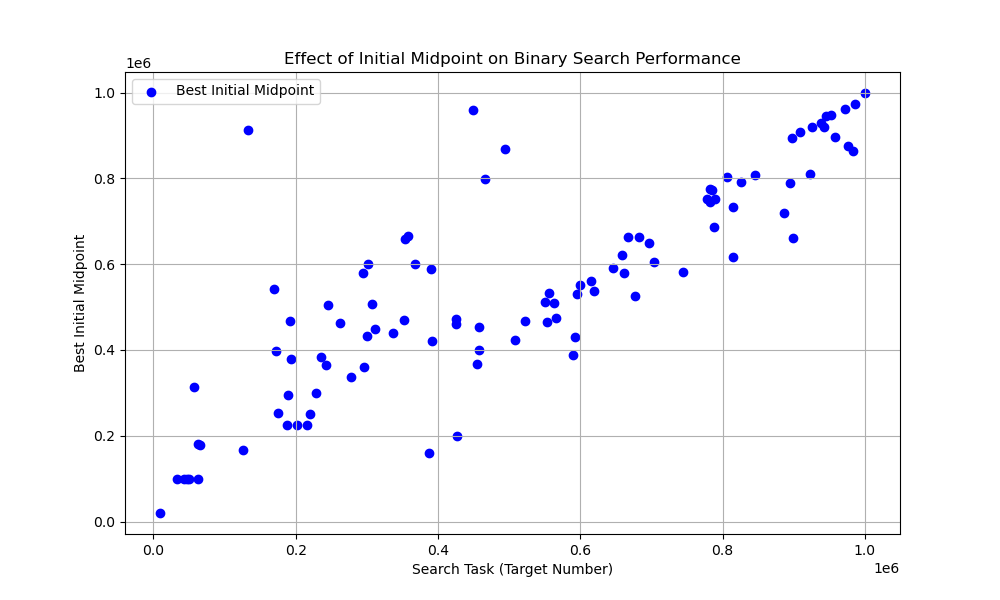 Effect of Initial Midpoint on Binary Search Performance
1e6
Best Initial Midpoint
1.0
0.8
0.6
0.4
0.2
0.0
Best Initial Midpoint
0.0 0.2 0.4 0.6 0.8 1.0
1e6
Search Task (Target Number)